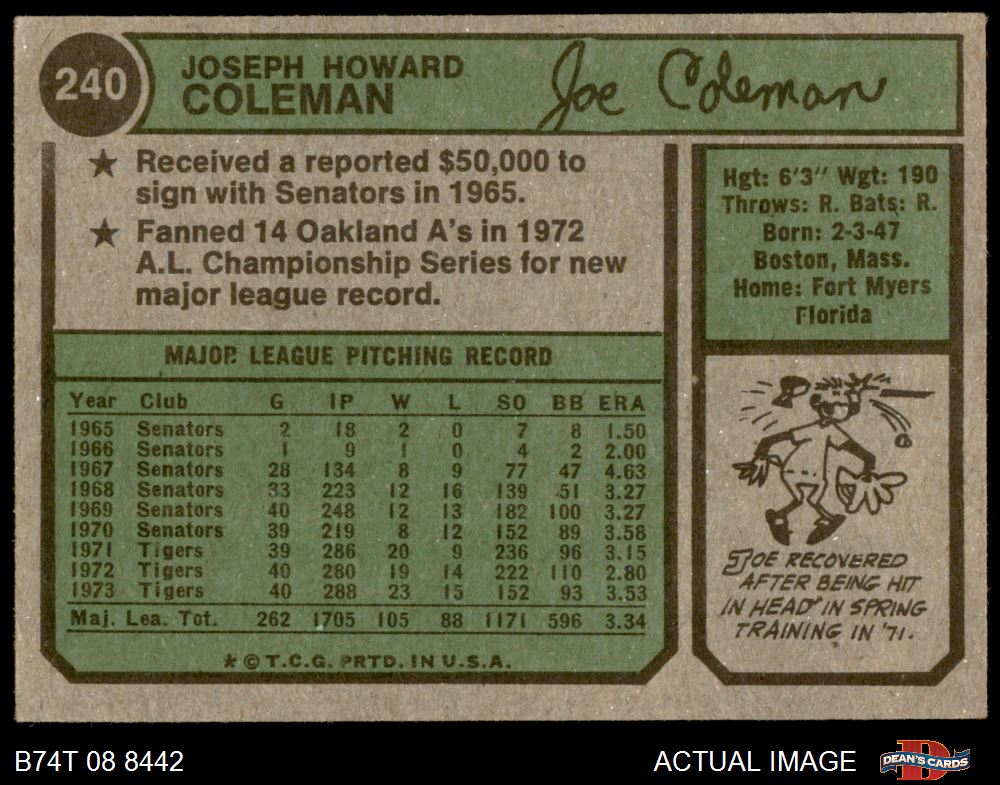 240
JOSEPH HOWARD
COLEMAN
Joe Coleman
★ Received a reported $50,000 to
sign with Senators in 1965.
★ Fanned 14 Oakland A's in 1972
A.L. Championship Series for new
major league record.
Hgt: 6'3" Wgt: 190
Throws: R. Bats: R.
Born: 2-3-47
Boston, Mass.
Home: Fort Myers
Florida
MAJOR LEAGUE PITCHING RECORD
Year Club G IP W L SO BB ERA
1965 Senators 2 18 2 0 7 8 1.50
1966 Senators 1 9 1 0 4 2 2.00
1967 Senators 28 134 8 9 77 47 4.63
1968 Senators 33 223 12 16 139 51 3.27
1969 Senators 40 248 12 13 182 100 3.27
1970 Senators 39 219 8 12 152 89 3.58
1971 Tigers 39 286 20 9 236 96 3.15
1972 Tigers 40 280 19 14 222 110 2.80
1973 Tigers 40 288 23 15 152 93 3.53
Maj. Lea. Tot. 262 1705 105 88 1171 596 3.34
* © T.C.G. PRTD. IN U.S.A.
JOE RECOVERED
AFTER BEING HIT
IN HEAD IN SPRING
TRAINING IN '71.
B74T 08 8442
ACTUAL IMAGE
D
DEAN'S CARDS